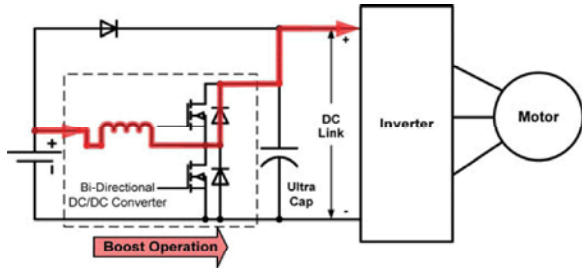 +
DC
Link
Inverter
Motor
+
-
Bi-Directional
DC/DC Converter
Ultra
Cap
-
Boost Operation